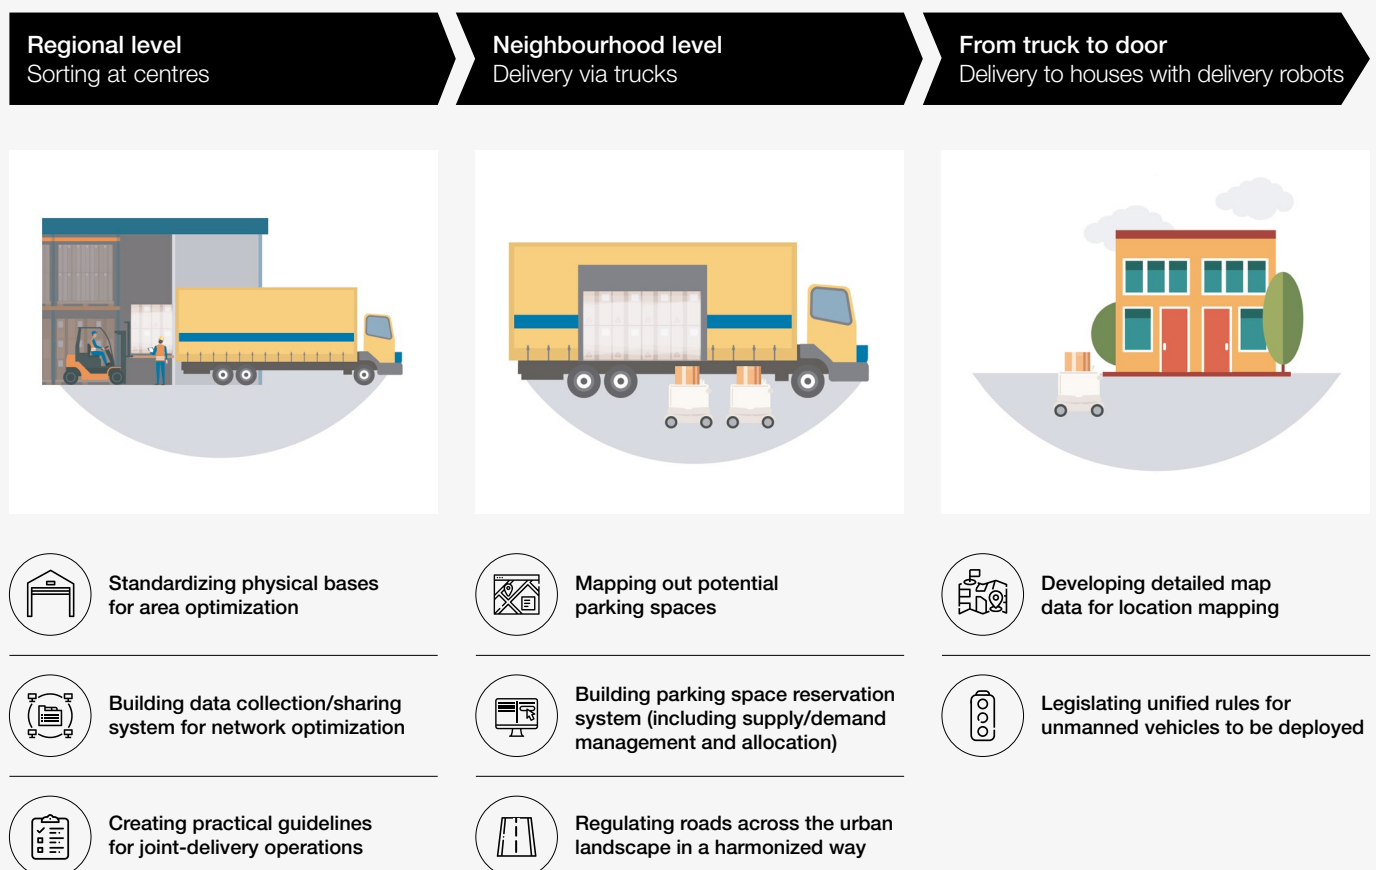 Regional level
Sorting at centres
Neighbourhood level
Delivery via trucks
From truck to door
Delivery to houses with delivery robots
Standardizing physical bases
for area optimization
Building data collection/sharing
system for network optimization
Creating practical guidelines
for joint-delivery operations
Mapping out potential
parking spaces
Building parking space reservation
system (including supply/demand
management and allocation)
Regulating roads across the urban
landscape in a harmonized way
Developing detailed map
data for location mapping
Legislating unified rules for
unmanned vehicles to be deployed